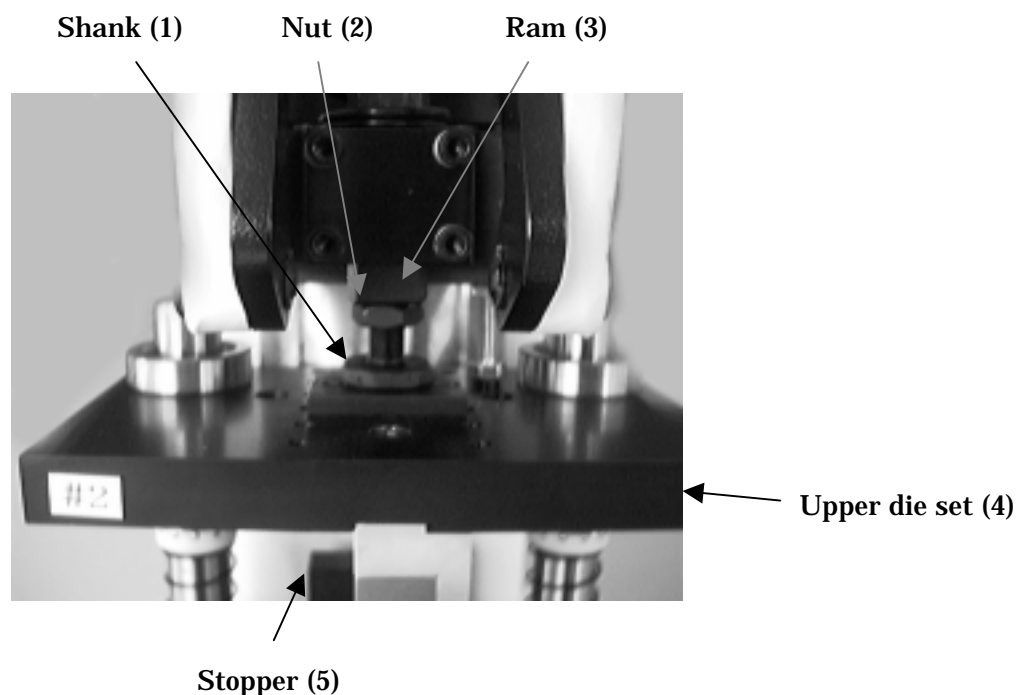 Shank (1) Nut (2) Ram (3)
#2
Upper die set (4)
Stopper (5)